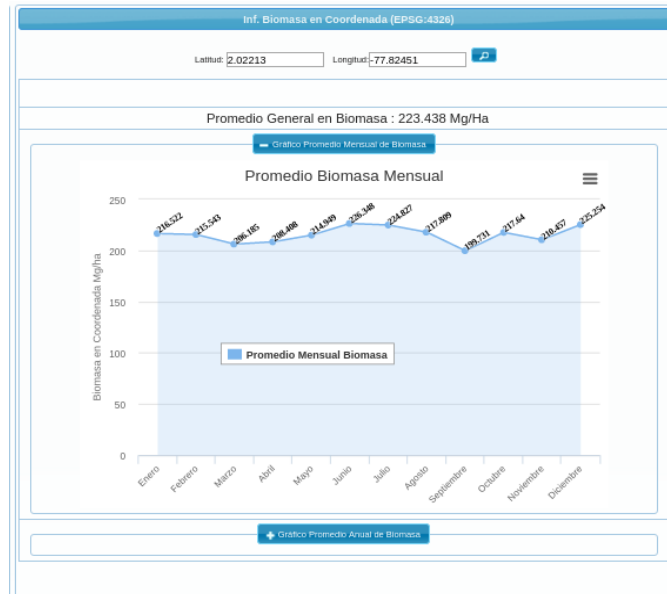 Inf. Biomasa en Coordenada (EPSG:4326)
Latitud: 2.02213 Longitud: -77.82451
Promedio General en Biomasa : 223.438 Mg/Ha
Gráfico Promedio Mensual de Biomasa
Promedio Biomasa Mensual
Biomasa en Coordenada Mg/ha
250
200
150
100
50
0
216.522 215.543 206.185 208.408 214.949 226.348 224.827 217.809 199.731 217.64 210.457 225.254
Promedio Mensual Biomasa
Enero Febrero Marzo Abril Mayo Junio Julio Agosto Septiembre Octubre Noviembre Diciembre
Gráfico Promedio Anual de Biomasa